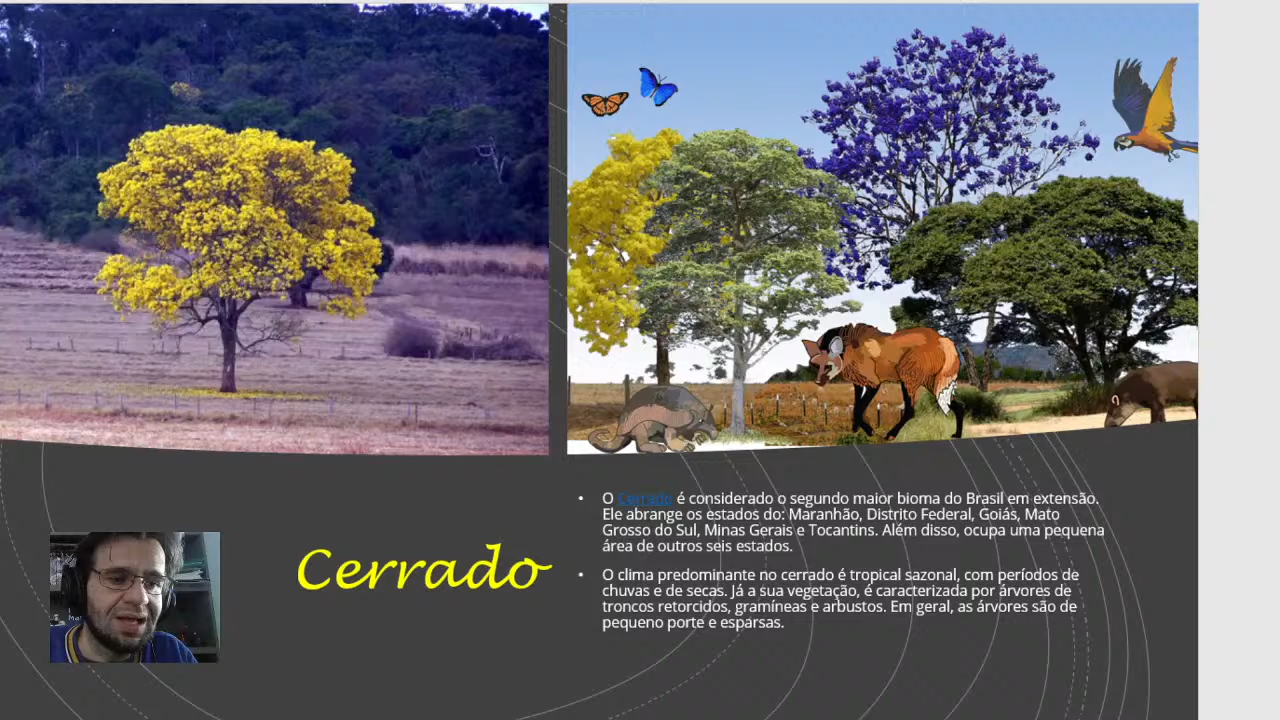 Cerrado
• O Cerrado é considerado o segundo maior bioma do Brasil em extensão.
Ele abrange os estados do: Maranhão, Distrito Federal, Goiás, Mato
Grosso do Sul, Minas Gerais e Tocantins. Além disso, ocupa uma pequena
área de outros seis estados.
• O clima predominante no cerrado é tropical sazonal, com períodos de
chuvas e de secas. Já a sua vegetação, é caracterizada por árvores de
troncos retorcidos, gramíneas e arbustos. Em geral, as árvores são de
pequeno porte e esparsas.